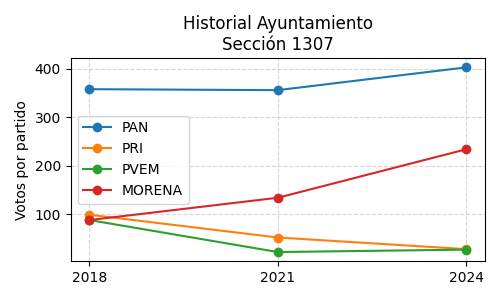 Historial Ayuntamiento
Sección 1307
Votos por partido
400
300
200
100
PAN
PRI
PVEM
MORENA
2018
2021
2024